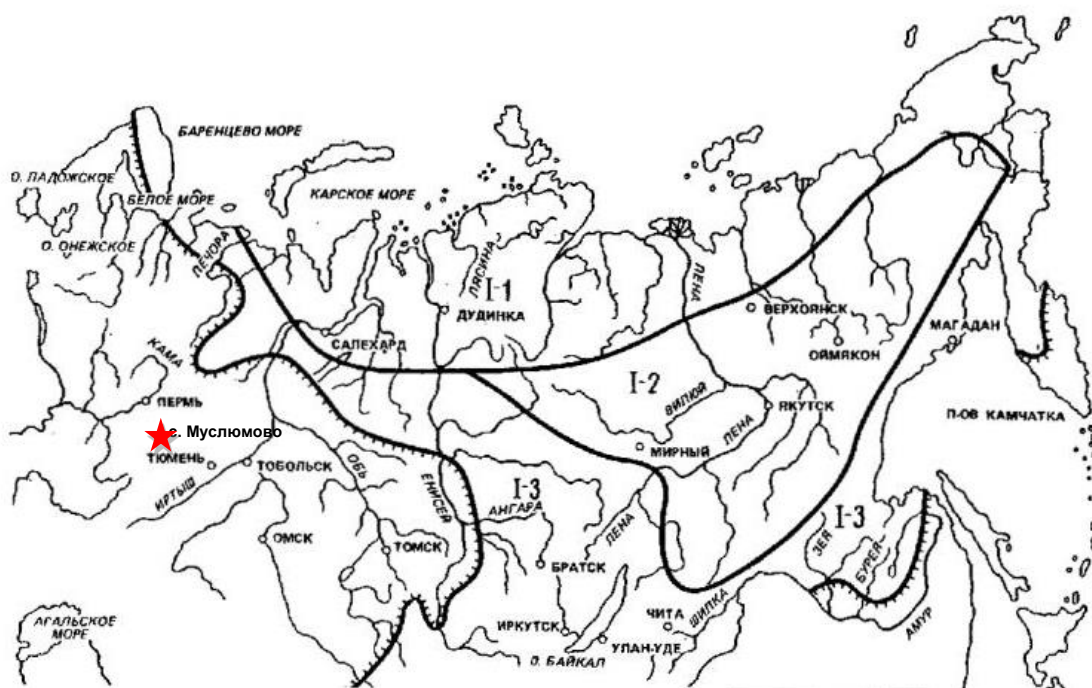 БАРЕНЦЕВО МОРЕ
О. ЛАДОЖСКОЕ
КАРСКОЕ МОРЕ
БЕЛОЕ МОРЕ
О. ОНЕЖСКОЕ
ПЕЧОРА
ПЯСИНА
ЛЕНА
I-1
ДУДИНКА
ВЕРХОЯНСК
МАГАДАН
САЛЕХАРД
ОЙМЯКОН
КАМА
I-2
ВИЛЮЙ
ПЕРМЬ
ЯКУТСК
П-ОВ КАМЧАТКА
с. Муслюмово
ЛЕНА
МИРНЫЙ
ТЮМЕНЬ
ТОБОЛЬСК
ОБЬ
ЕНИСЕЙ
I-3
ИРТЫШ
АНГАРА
ЛЕНА
I-3
ЗЕЯ
БУРЕЯ
ОМСК
ТОМСК
БРАТСК
АРАЛЬСКОЕ
МОРЕ
ИРКУТСК
ЧИТА
ШИЛКА
АМУР
УЛАН-УДЕ
О. БАЙКАЛ